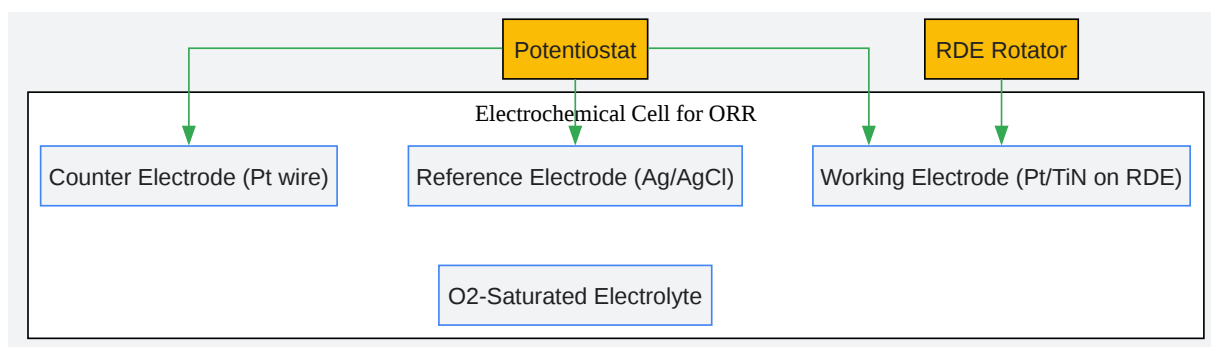 Potentiostat
RDE Rotator
Electrochemical Cell for ORR
Counter Electrode (Pt wire)
Reference Electrode (Ag/AgCl)
Working Electrode (Pt/TiN on RDE)
O2-Saturated Electrolyte